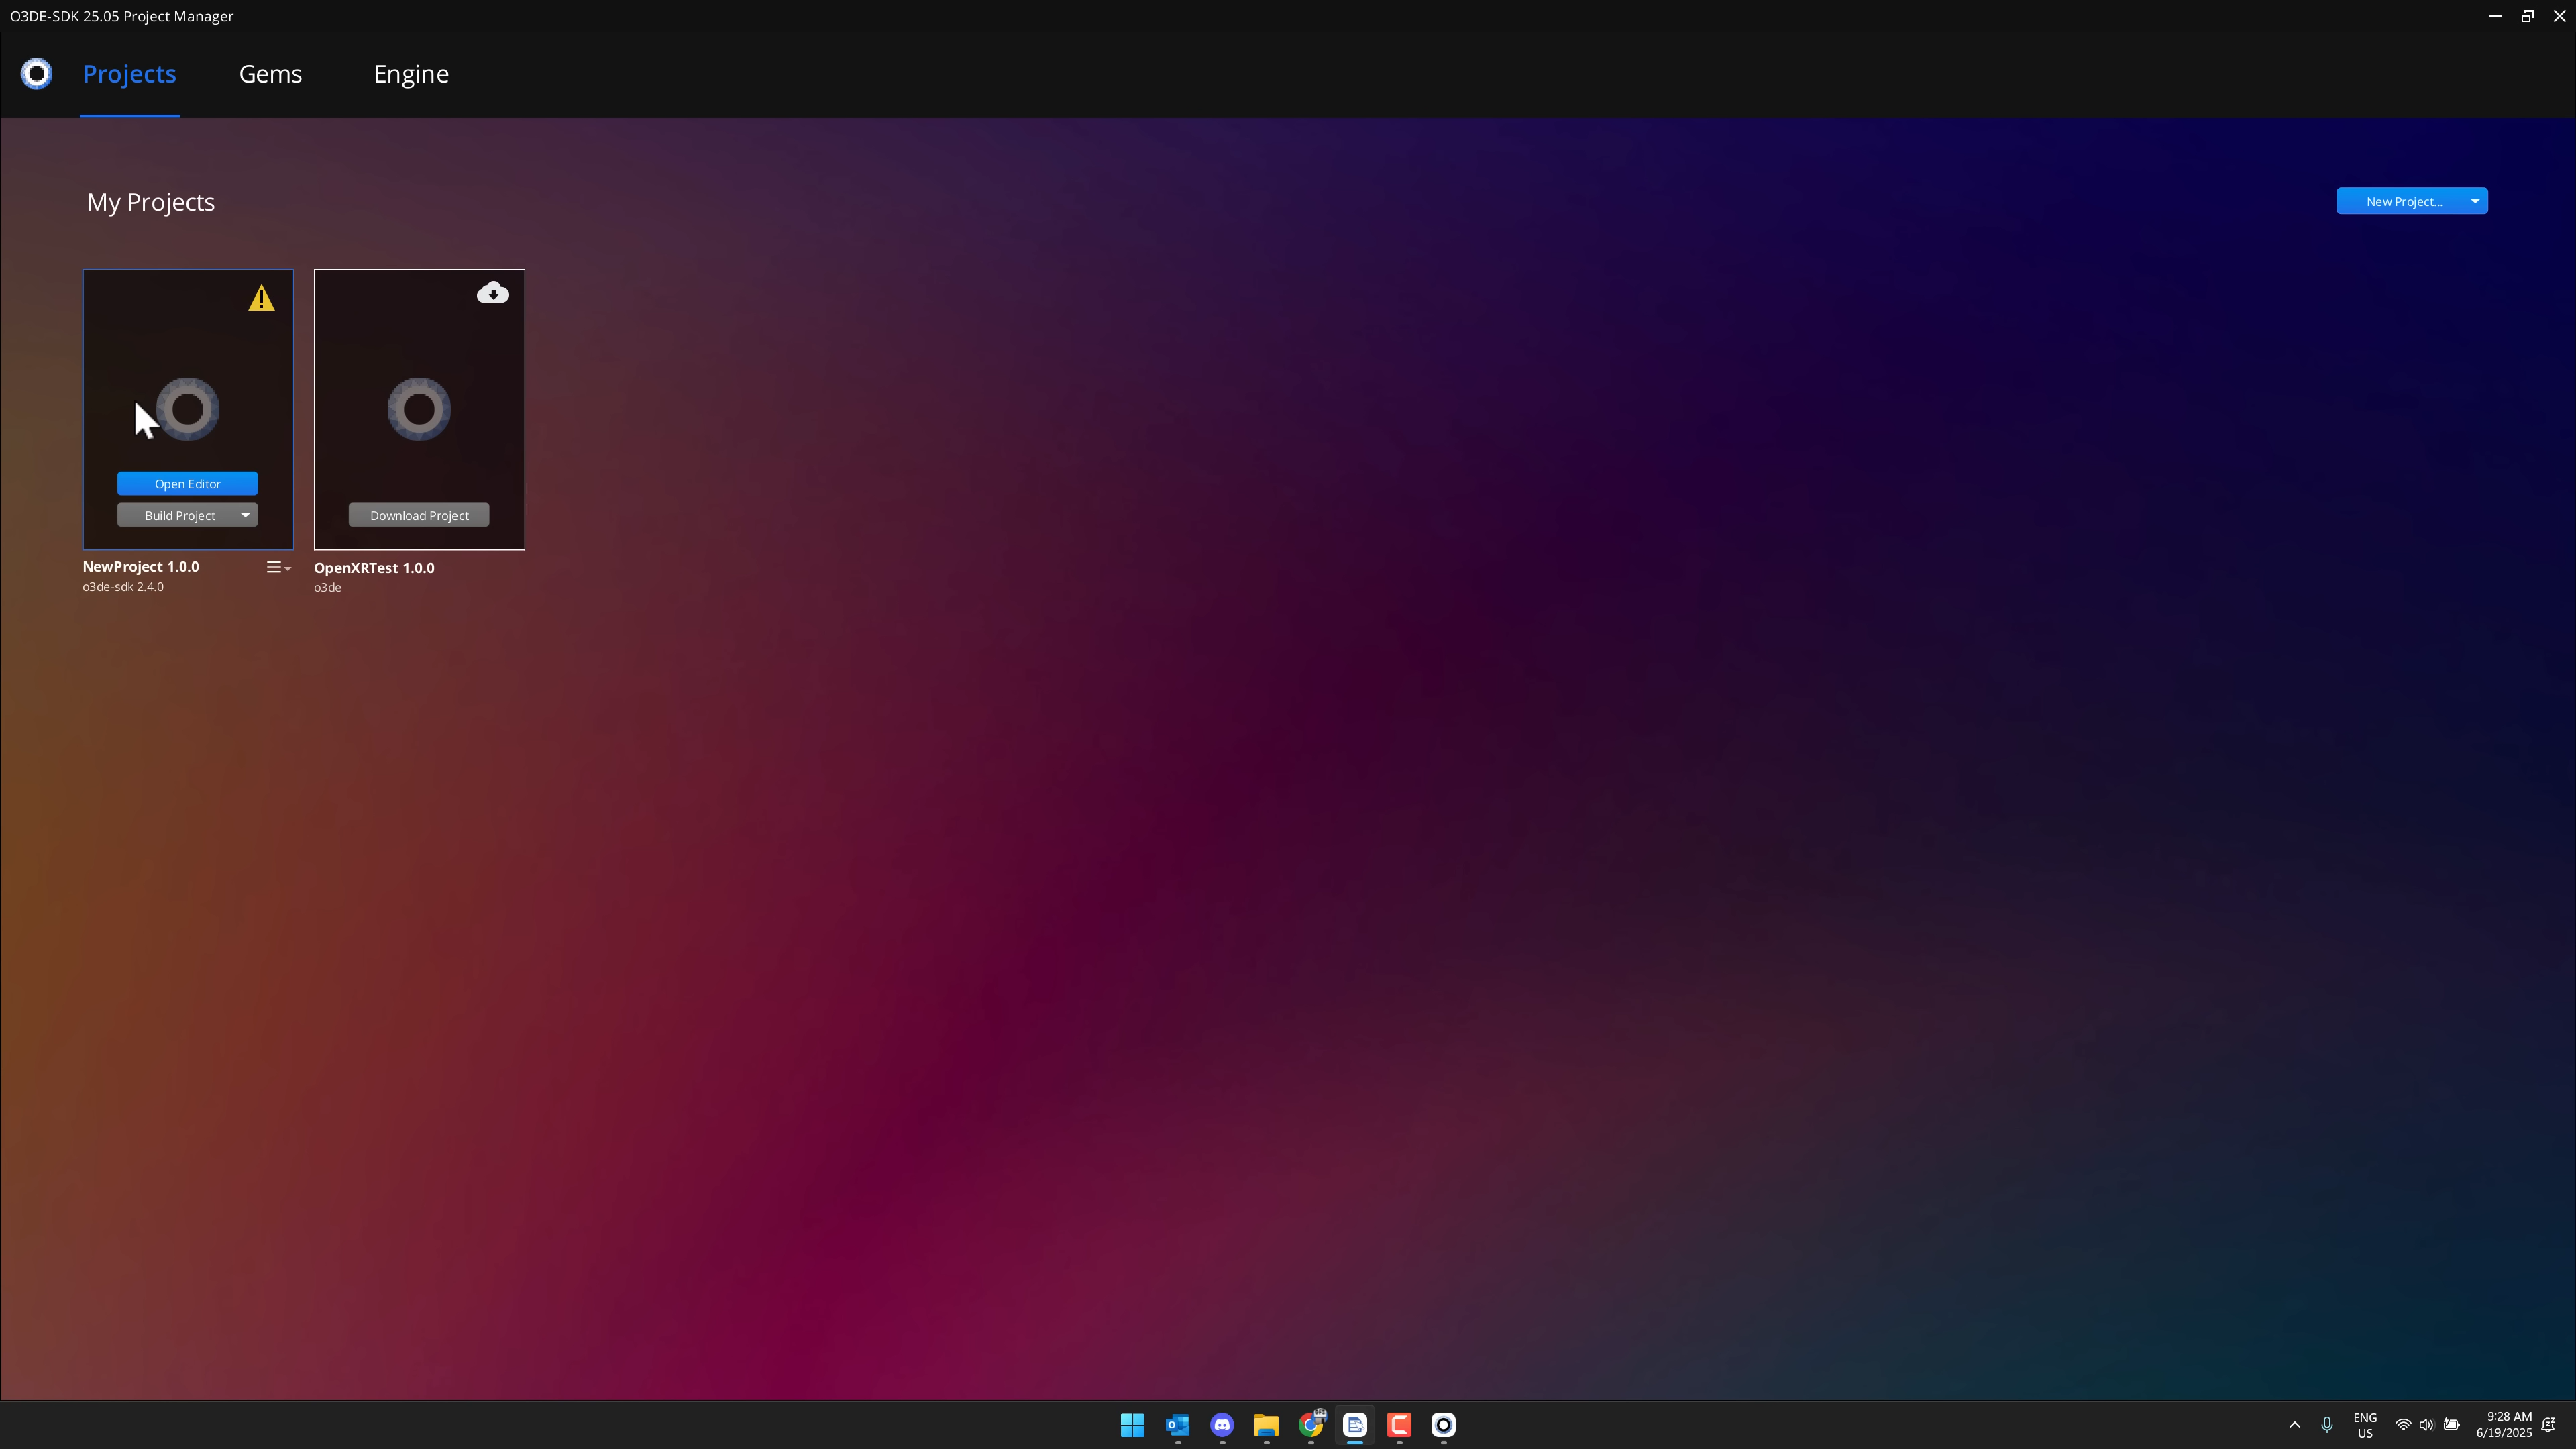 O3DE-SDK 25.05 Project Manager
Projects
Gems
Engine
My Projects
New Project...
Open Editor
Build Project
Download Project
NewProject 1.0.0
o3de-sdk 2.4.0
OpenXRTest 1.0.0
o3de
ENG
US
9:28 AM
6/19/2025